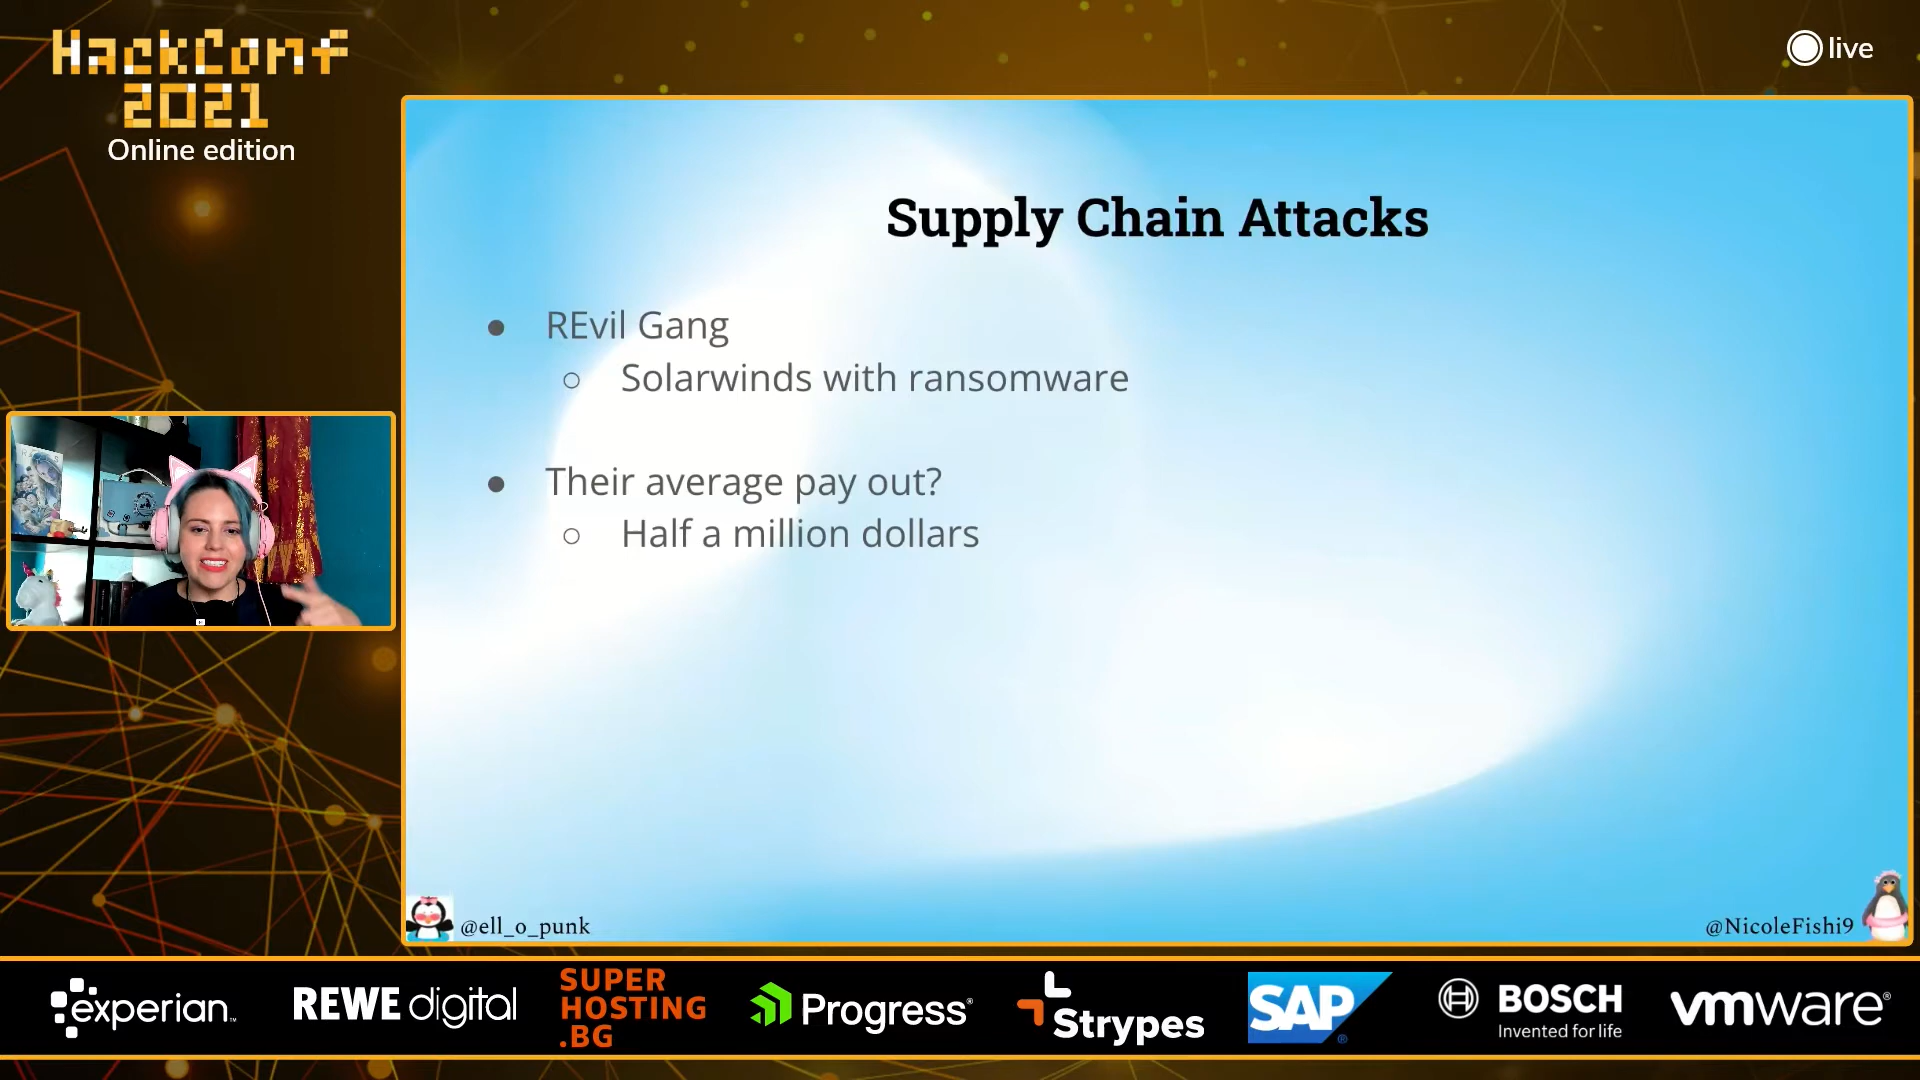 HackConf
2021
Online edition
live
Supply Chain Attacks
● REvil Gang
○ Solarwinds with ransomware
● Their average pay out?
○ Half a million dollars
@ell_o_punk
@NicoleFishi9
experian™
REWE digital
SUPER
HOSTING
.BG
Progress®
Strypes
SAP®
BOSCH
Invented for life
vmware®